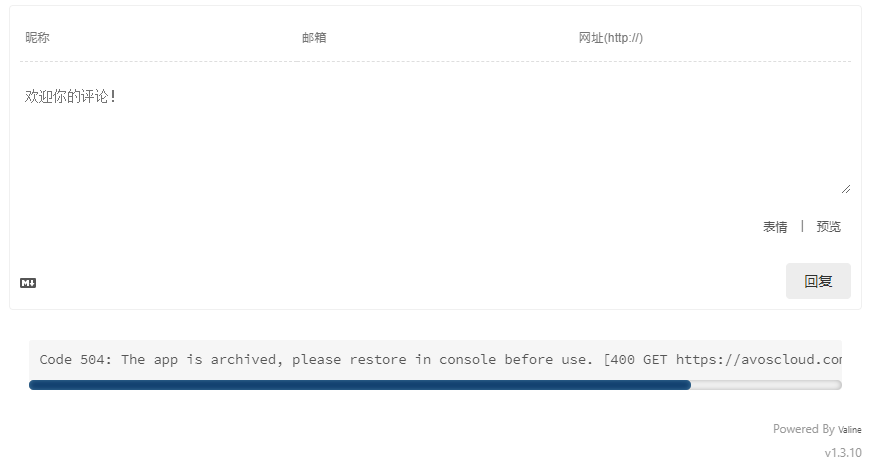 昵称 邮箱 网址(http://)
欢迎你的评论!
表情 | 预览
M↓ 回复
Code 504: The app is archived, please restore in console before use. [400 GET https://avoscloud.com
Powered By Valine
v1.3.10